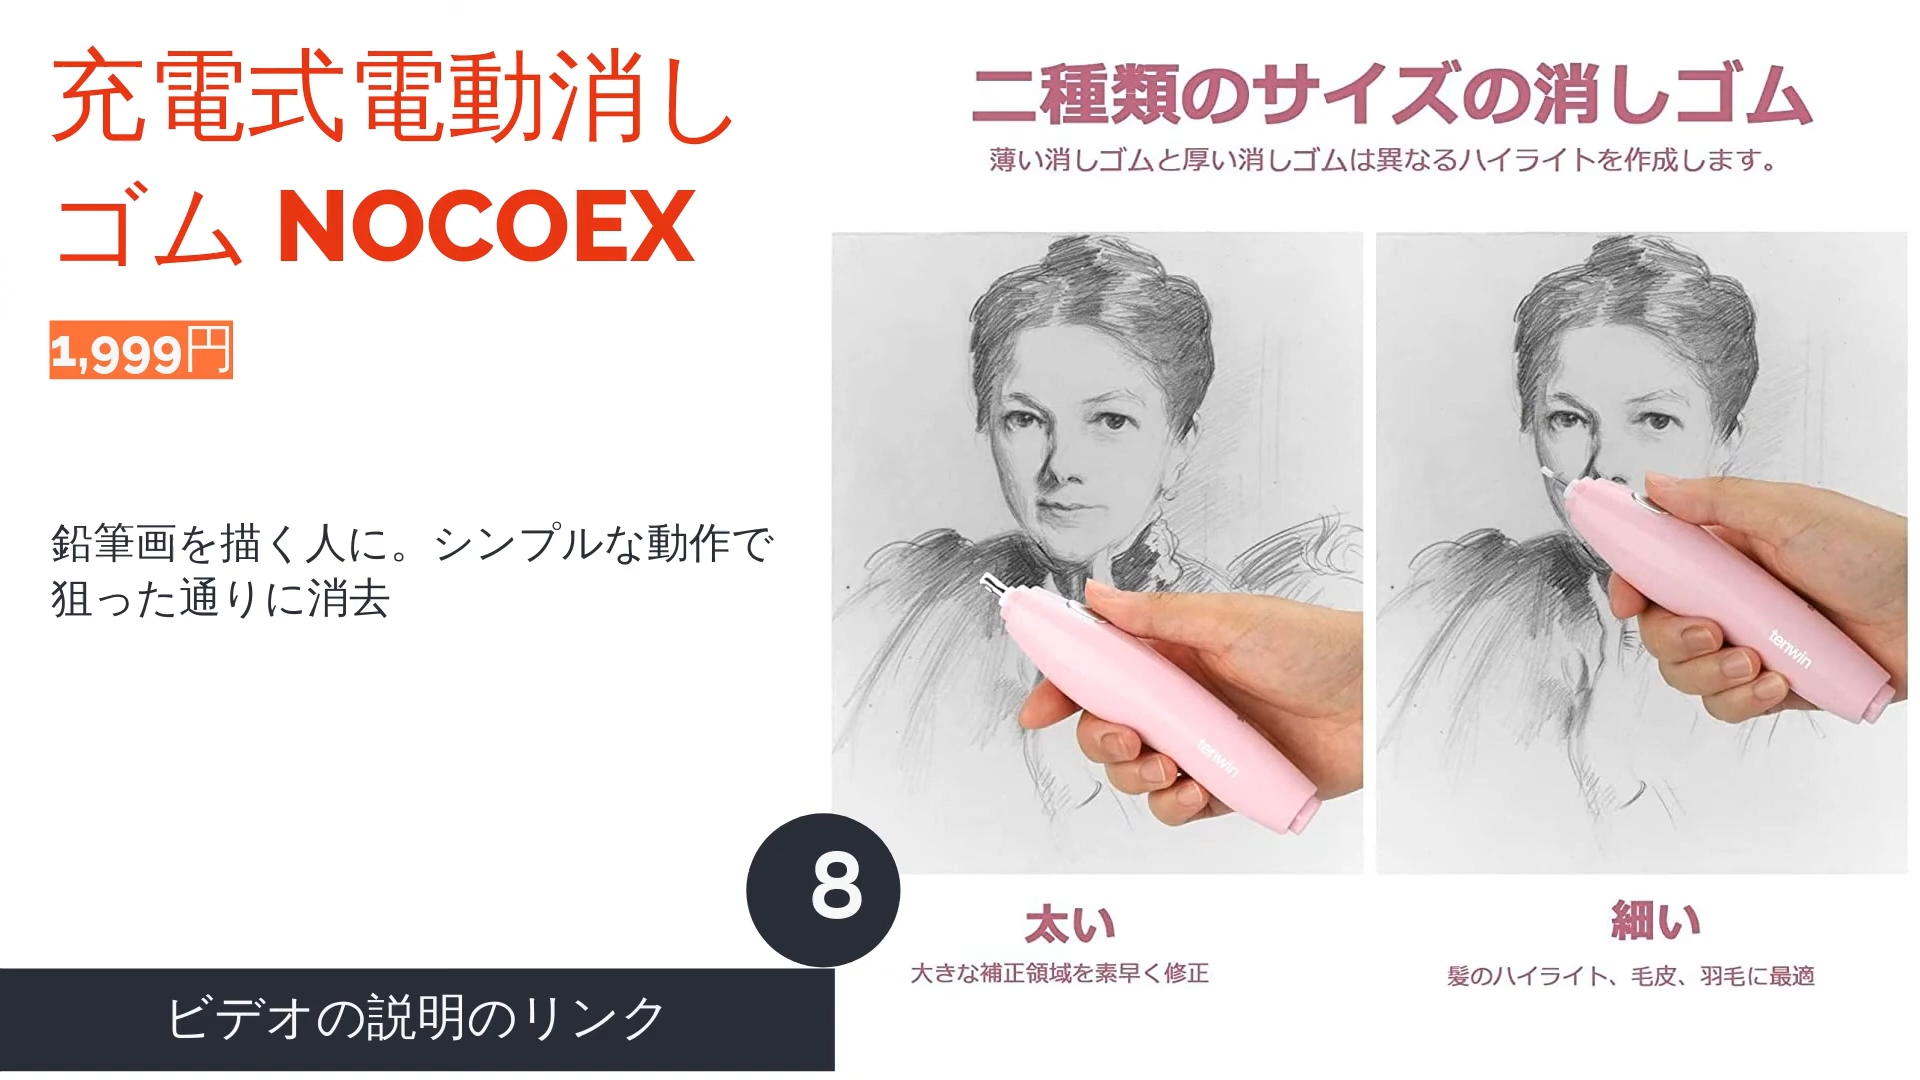 充電式電動消し
ゴム NOCOEX
1,999円
鉛筆画を描く人に。シンプルな動作で
狙った通りに消去
8
ビデオの説明のリンク
二種類のサイズの消しゴム
薄い消しゴムと厚い消しゴムは異なるハイライトを作成します。
tenwin
tenwin
太い
大きな補正領域を素早く修正
細い
髪のハイライト、毛皮、羽毛に最適